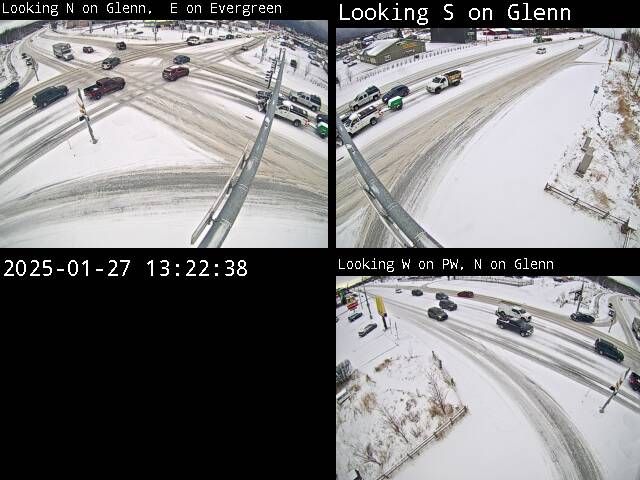 Looking N on Glenn, E on Evergreen
Looking S on Glenn
2025-01-27 13:22:38
Looking W on PW, N on Glenn